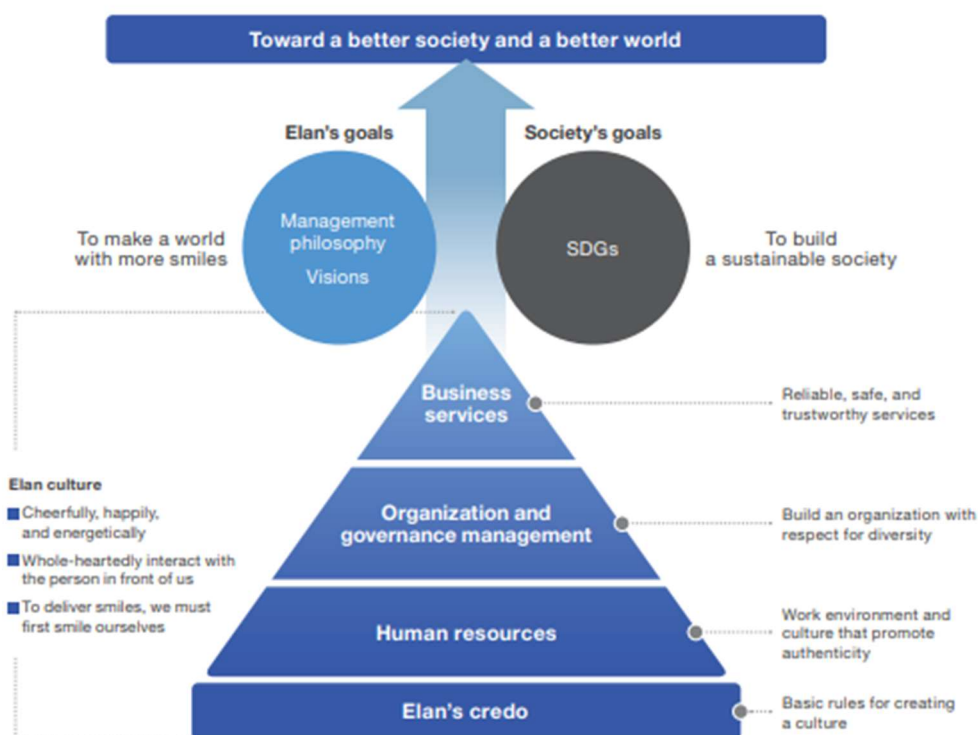 Toward a better society and a better world
Elan's goals
Society's goals
Management
philosophy
Visions
SDGs
To make a world
with more smiles
To build
a sustainable society
Business
services
Reliable, safe, and
trustworthy services
Elan culture
Cheerfully, happily,
and energetically
Whole-heartedly interact with
the person in front of us
To deliver smiles, we must
first smile ourselves
Organization and
governance management
Build an organization with
respect for diversity
Human resources
Work environment and
culture that promote
authenticity
Elan's credo
Basic rules for creating
a culture